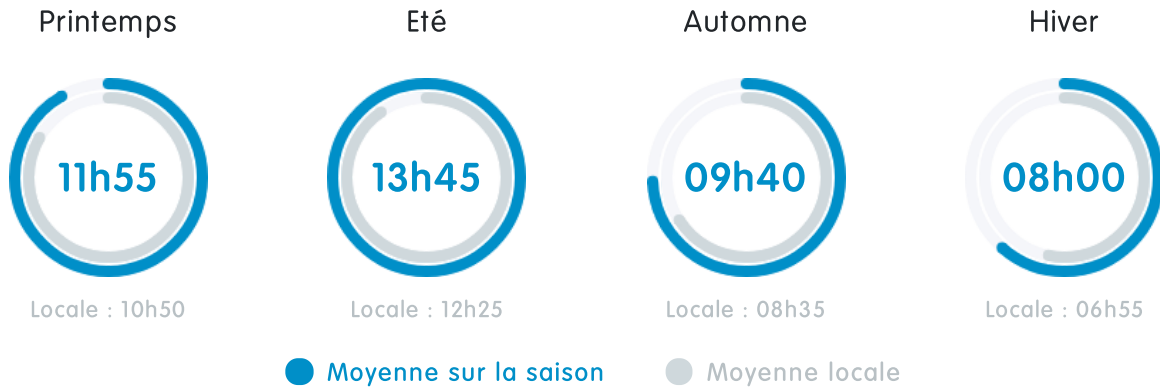 Printemps
Eté
Automne
Hiver
11h55
13h45
09h40
08h00
Locale : 10h50
Locale : 12h25
Locale : 08h35
Locale : 06h55
Moyenne sur la saison
Moyenne locale